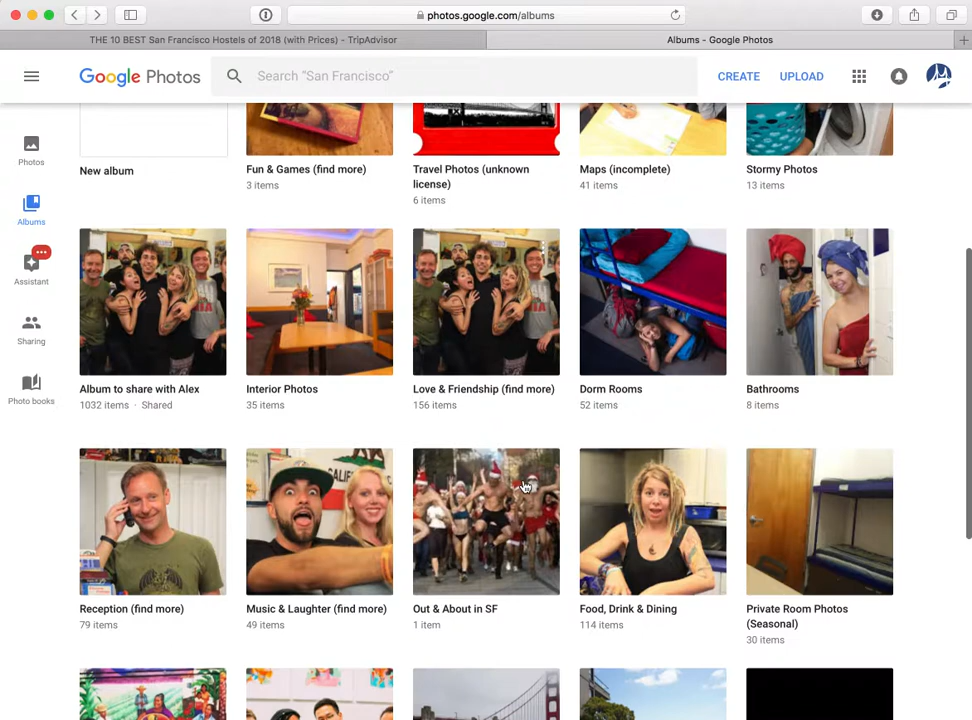 photos.google.com/albums
THE 10 BEST San Francisco Hostels of 2018 (with Prices) - TripAdvisor
Albums - Google Photos
Google Photos
Search "San Francisco"
CREATE
UPLOAD
Photos
Albums
Assistant
Sharing
Photo books
New album
Fun & Games (find more)
3 items
Travel Photos (unknown
license)
6 items
Maps (incomplete)
41 items
Stormy Photos
13 items
Album to share with Alex
1032 items · Shared
Interior Photos
35 items
Love & Friendship (find more)
156 items
Dorm Rooms
52 items
Bathrooms
8 items
Reception (find more)
79 items
Music & Laughter (find more)
49 items
Out & About in SF
1 item
Food, Drink & Dining
114 items
Private Room Photos
(Seasonal)
30 items